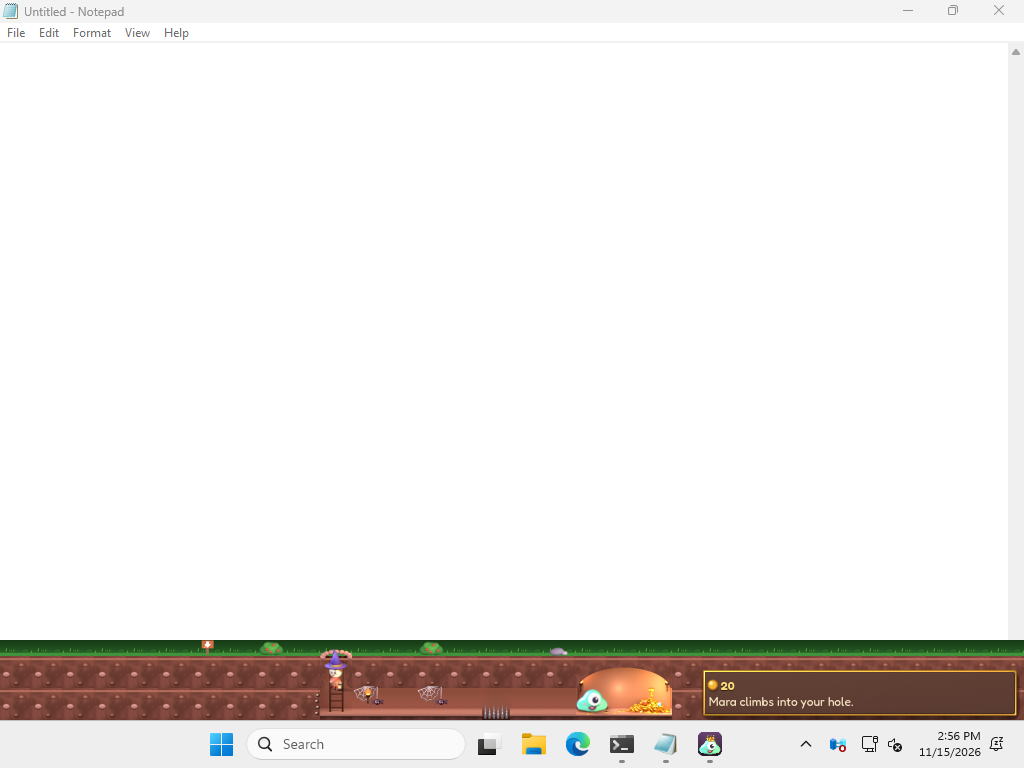 Untitled - Notepad
File Edit Format View Help
20
Mara climbs into your hole.
Search
2:56 PM
11/15/2026